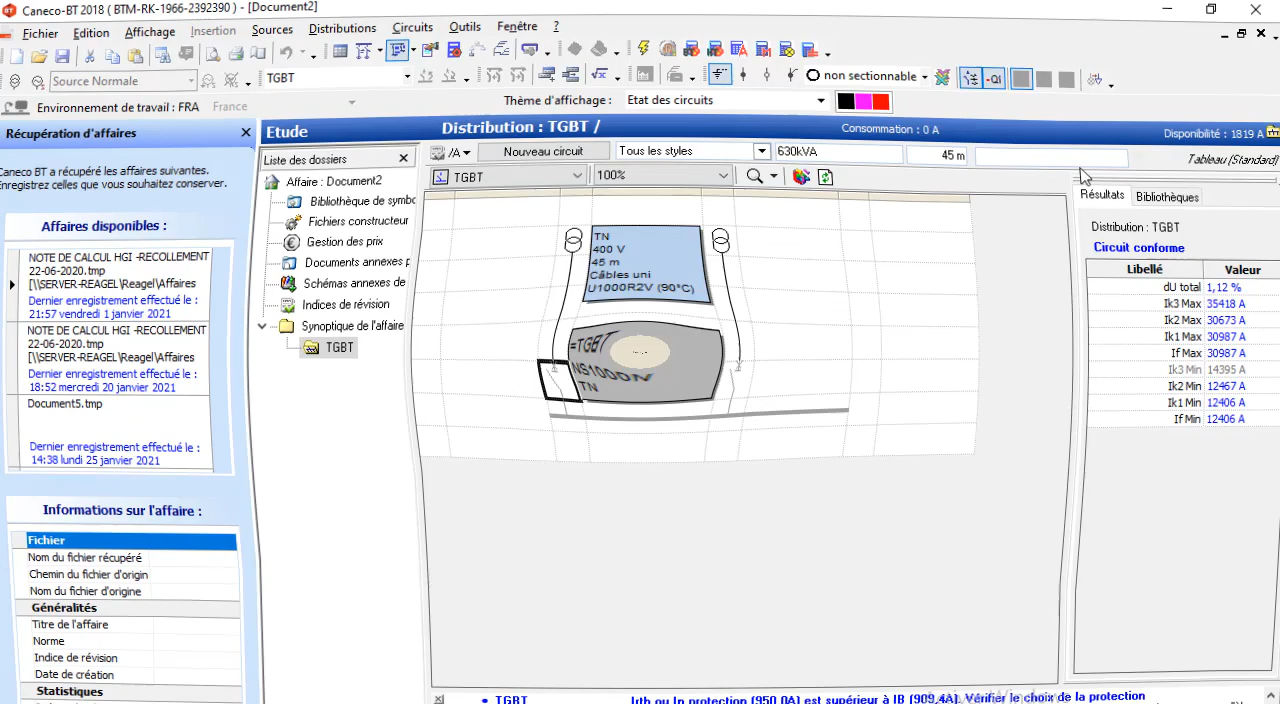 Caneco-BT 2018 ( BTM-RK-1966-2392390 ) - [Document2]
Fichier Edition Affichage Insertion Sources Distributions Circuits Outils Fenêtre ?
Source Normale TGBT non sectionnable
Environnement de travail : FRA France Thème d'affichage : Etat des circuits
Récupération d'affaires
Caneco BT a récupéré les affaires suivantes.
Enregistrez celles que vous souhaitez conserver.
Affaires disponibles :
NOTE DE CALCUL HGI -RECOLLEMENT
22-06-2020.tmp
[\\SERVER-REAGEL\Reagel\Affaires
Dernier enregistrement effectué le :
21:57 vendredi 1 janvier 2021
NOTE DE CALCUL HGI -RECOLLEMENT
22-06-2020.tmp
[\\SERVER-REAGEL\Reagel\Affaires
Dernier enregistrement effectué le :
18:52 mercredi 20 janvier 2021
Document5.tmp
Dernier enregistrement effectué le :
14:38 lundi 25 janvier 2021
Informations sur l'affaire :
Fichier
Nom du fichier récupéré
Chemin du fichier d'origin
Nom du fichier d'origine
Généralités
Titre de l'affaire
Norme
Indice de révision
Date de création
Statistiques
Etude
Liste des dossiers
Affaire : Document2
Bibliothèque de symbo
Fichiers constructeur
Gestion des prix
Documents annexes p
Schémas annexes de
Indices de révision
Synoptique de l'affaire
TGBT
Distribution : TGBT / Consommation : 0 A Disponibilité : 1819 A
/A Nouveau circuit Tous les styles 630kVA 45 m Tableau (Standard)
TGBT 100%
TN
400 V
45 m
Câbles uni
U1000R2V (90°C)
=TGBT
NS1000N
TN
Résultats Bibliothèques
Distribution : TGBT
Circuit conforme
Libellé Valeur
dU total 1,12 %
Ik3 Max 35418 A
Ik2 Max 30673 A
Ik1 Max 30987 A
If Max 30987 A
Ik3 Min 14395 A
Ik2 Min 12467 A
Ik1 Min 12406 A
If Min 12406 A
• TGBT Irth ou In protection (950.0A) est supérieur à IB (909.4A). Vérifier le choix de la protection